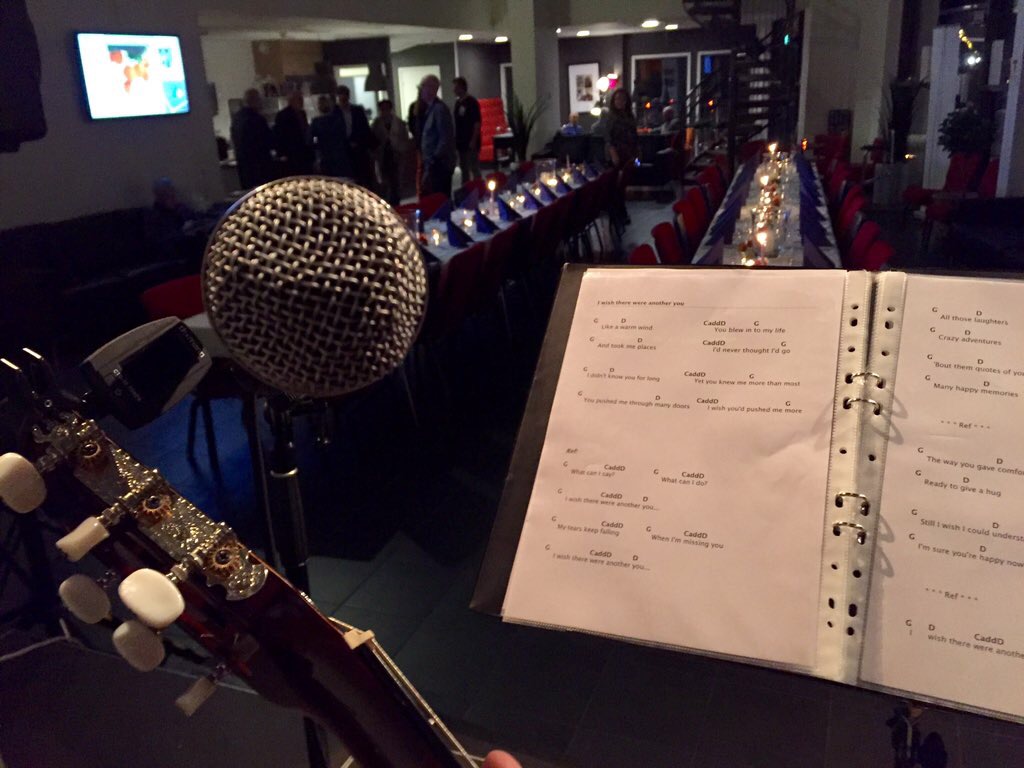 I wish there were another you
G D CaddD G
Like a warm wind You blew in to my life
G D CaddD G
And took me places I'd never thought I'd go
G D CaddD G
I didn't know you for long Yet you knew me more than most
G D CaddD G
You pushed me through many doors I wish you'd pushed me more
Ref:
G CaddD G CaddD
What can I say? What can I do?
G CaddD D
I wish there were another you...
G CaddD G CaddD
My tears keep falling When I'm missing you
G CaddD D
I wish there were another you...
G D
All those laughters
G D
Crazy adventures
G D
'Bout them quotes of
G D
Many happy memories
* * * Ref * * *
G D
The way you gave
G D
Ready to give a hug
G D
Still I wish I could
G D
I'm sure you're happy now
* * * Ref * * *
G D CaddD
I wish there were